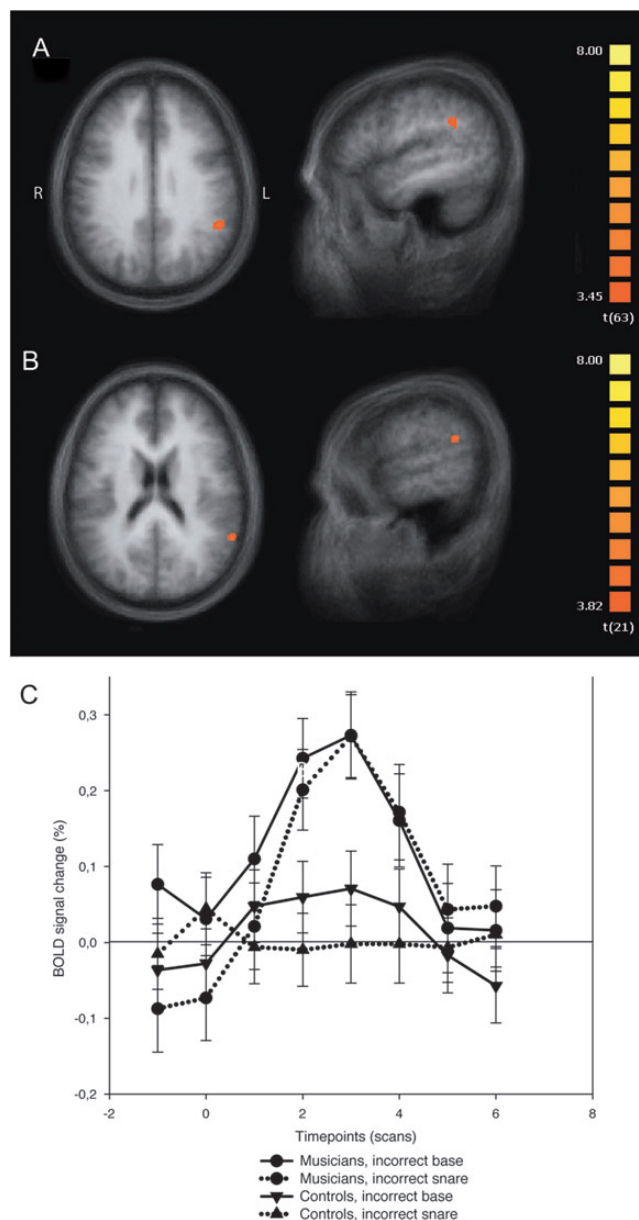 A
8.00
R
L
3.45
t(63)
B
8.00
3.82
t(21)
C
0,3
0,2
0,1
0,0
-0,1
-0,2
BOLD signal change (%)
-2
0
2
4
6
8
Timepoints (scans)
Musicians, incorrect base
Musicians, incorrect snare
Controls, incorrect base
Controls, incorrect snare